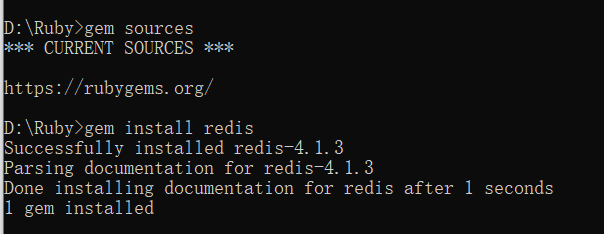 D:\Ruby>gem sources
*** CURRENT SOURCES ***
https://rubygems.org/
D:\Ruby>gem install redis
Successfully installed redis-4.1.3
Parsing documentation for redis-4.1.3
Done installing documentation for redis after 1 seconds
1 gem installed